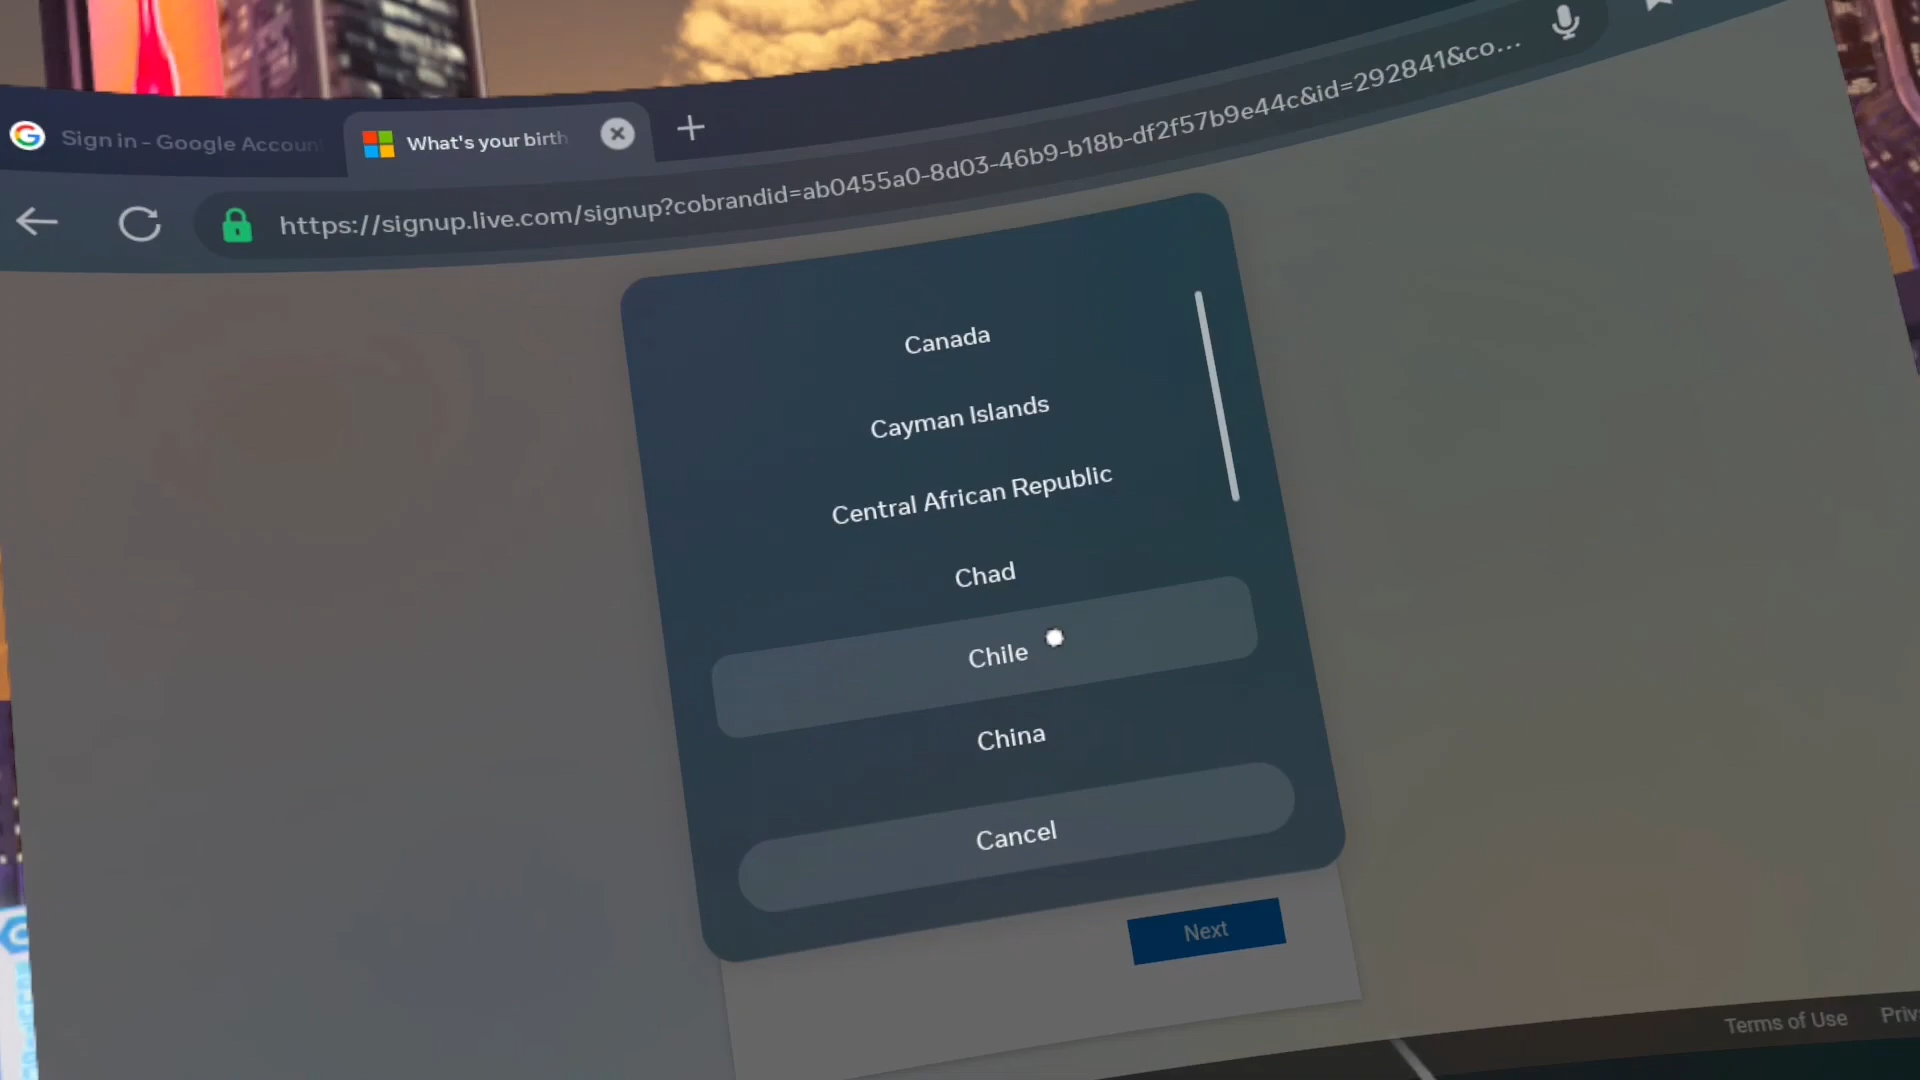 Sign in - Google Accoun
What's your birth
https://signup.live.com/signup?cobrandid=ab0455a0-8d03-46b9-b18b-df2f57b9e44c&id=292841&co...
Canada
Cayman Islands
Central African Republic
Chad
Chile
China
Cancel
Next
Terms of Use
Priv